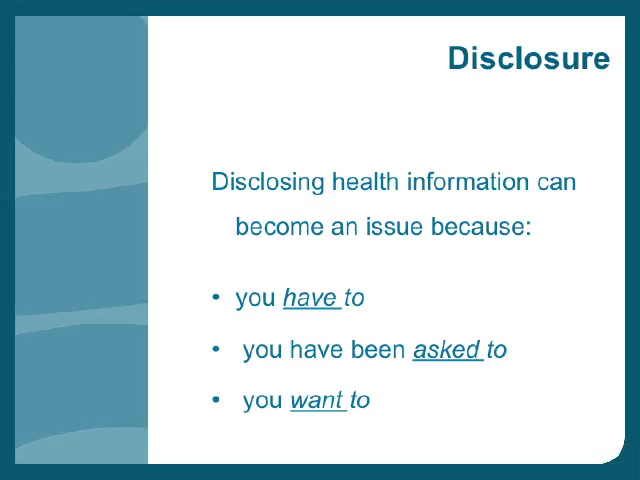 Disclosure
Disclosing health information can
become an issue because:
• you have to
• you have been asked to
• you want to